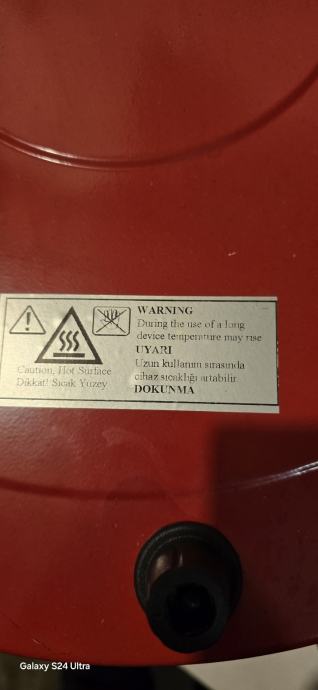 WARNING
During the use of a long
device temperature may rise
UYARI
Uzun kullanım sırasında
cihaz sıcaklığı artabilir.
DOKUNMA
Caution, Hot Surface
Dikkat! Sıcak Yüzey
Galaxy S24 Ultra